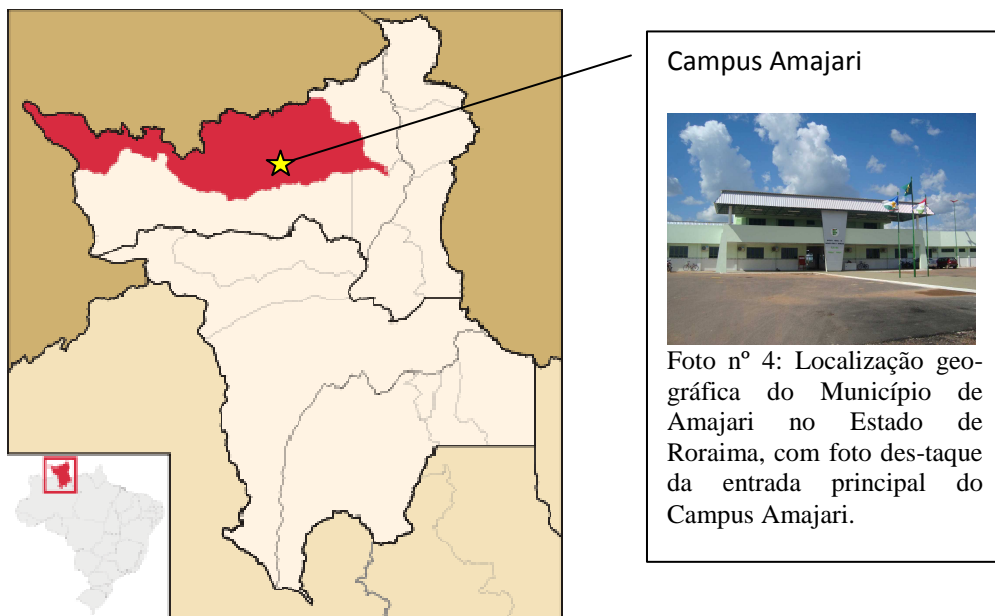 Campus Amajari
Foto nº 4: Localização geo-
gráfica do Município de
Amajari no Estado de
Roraima, com foto des-taque
da entrada principal do
Campus Amajari.